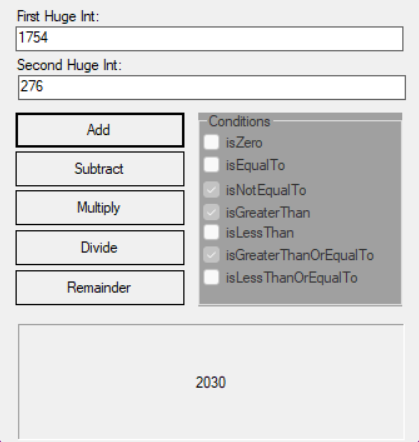 First Huge Int:
1754
Second Huge Int:
276
Add
Subtract
Multiply
Divide
Remainder
Conditions
isZero
isEqualTo
isNotEqualTo
isGreaterThan
isLessThan
isGreaterThanOrEqualTo
isLessThanOrEqualTo
2030